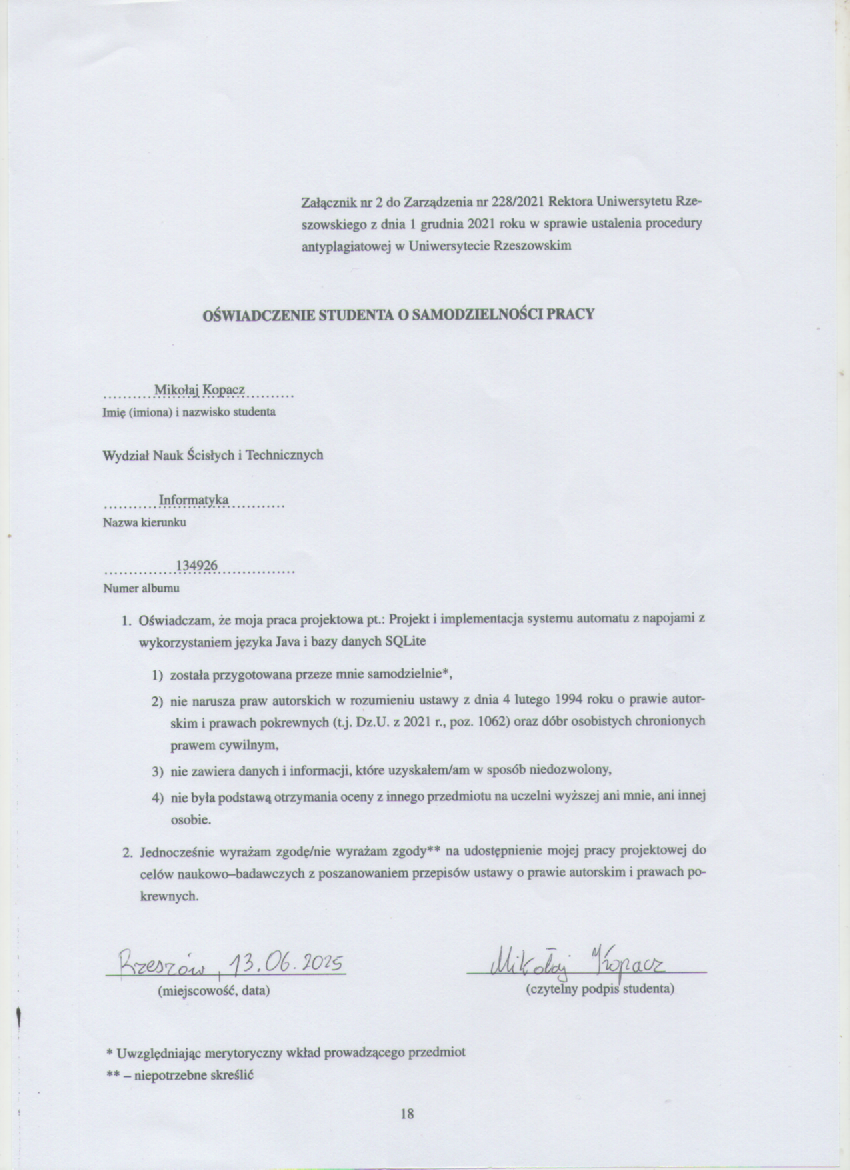 Załącznik nr 2 do Zarządzenia nr 228/2021 Rektora Uniwersytetu Rze-
szowskiego z dnia 1 grudnia 2021 roku w sprawie ustalenia procedury
antyplagiatowej w Uniwersytecie Rzeszowskim
OŚWIADCZENIE STUDENTA O SAMODZIELNOŚCI PRACY
Mikołaj Kopacz
Imię (imiona) i nazwisko studenta
Wydział Nauk Ścisłych i Technicznych
Informatyka
Nazwa kierunku
134926
Numer albumu
1. Oświadczam, że moja praca projektowa pt.: Projekt i implementacja systemu automatu z napojami z
wykorzystaniem języka Java i bazy danych SQLite
1) została przygotowana przeze mnie samodzielnie*,
2) nie narusza praw autorskich w rozumieniu ustawy z dnia 4 lutego 1994 roku o prawie autor-
skim i prawach pokrewnych (t.j. Dz.U. z 2021 r., poz. 1062) oraz dóbr osobistych chronionych
prawem cywilnym,
3) nie zawiera danych i informacji, które uzyskałem/am w sposób niedozwolony,
4) nie była podstawą otrzymania oceny z innego przedmiotu na uczelni wyższej ani mnie, ani innej
osobie.
2. Jednocześnie wyrażam zgodę/nie wyrażam zgody** na udostępnienie mojej pracy projektowej do
celów naukowo–badawczych z poszanowaniem przepisów ustawy o prawie autorskim i prawach po-
krewnych.
Rzeszów, 13.06.2025 Mikołaj Kopacz
(miejscowość, data) (czytelny podpis studenta)
* Uwzględniając merytoryczny wkład prowadzącego przedmiot
** – niepotrzebne skreślić
18